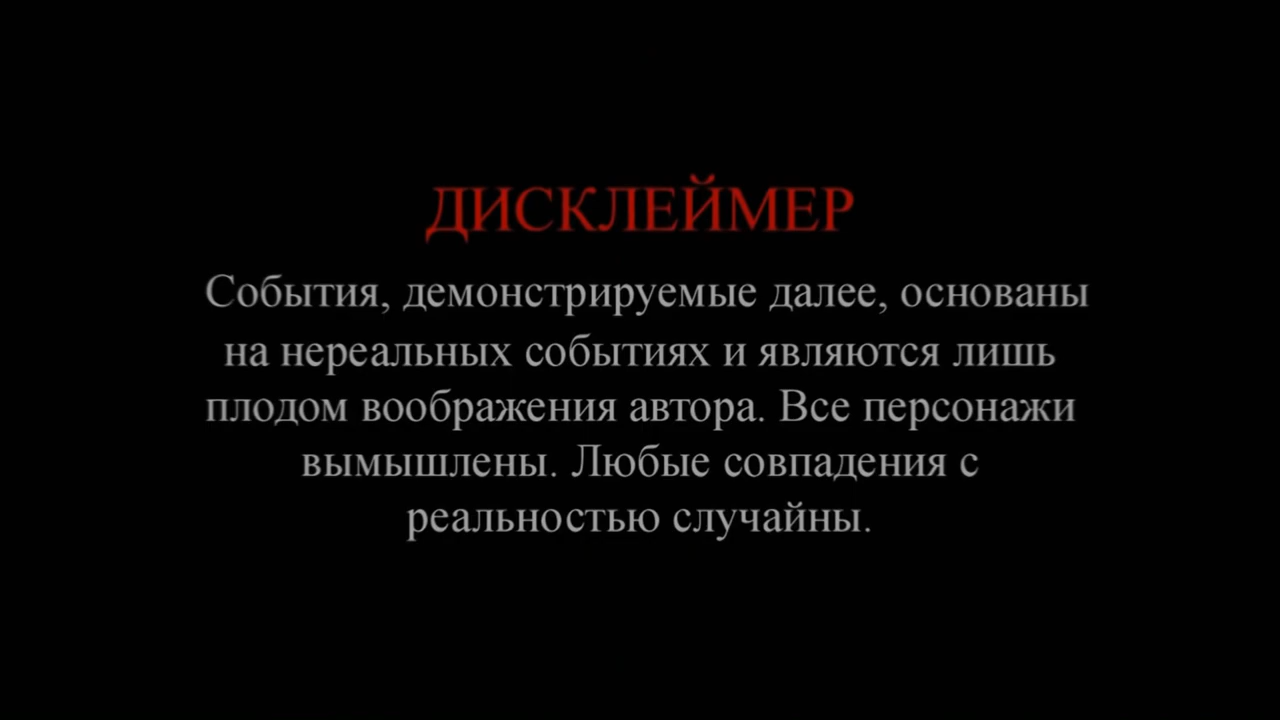 ДИСКЛЕЙМЕР
События, демонстрируемые далее, основаны
на нереальных событиях и являются лишь
плодом воображения автора. Все персонажи
вымышлены. Любые совпадения с
реальностью случайны.